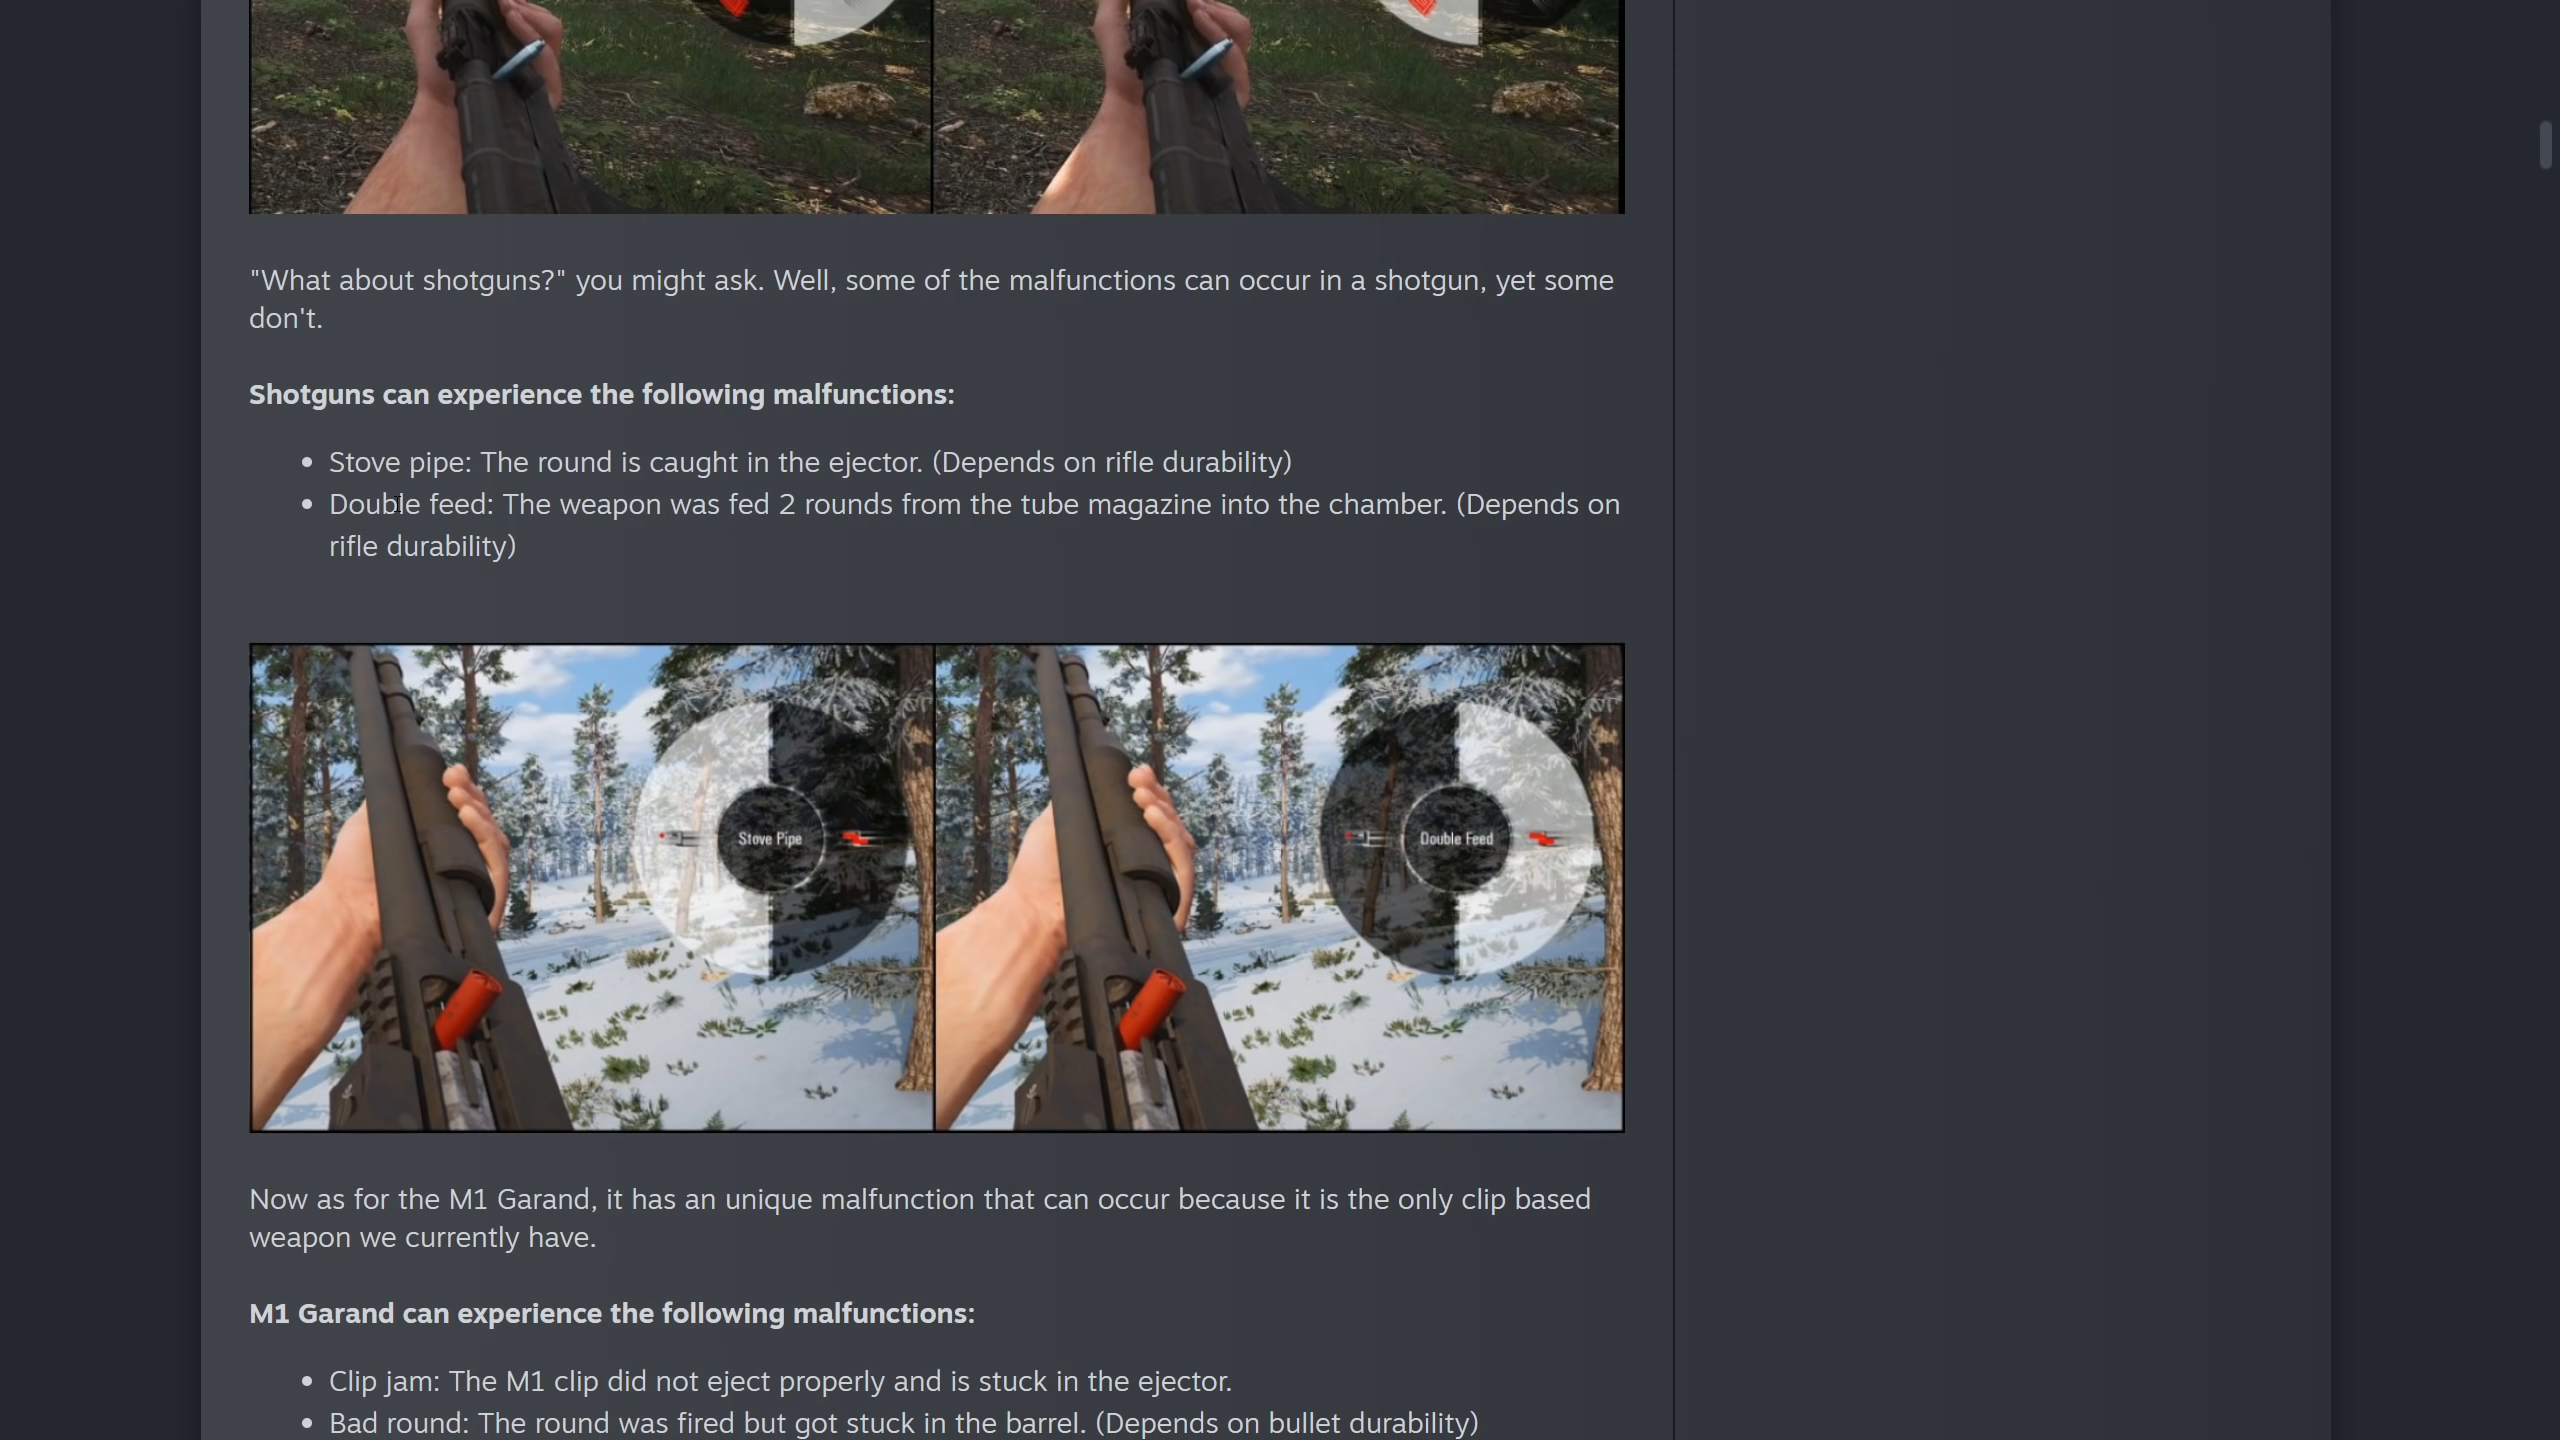 "What about shotguns?" you might ask. Well, some of the malfunctions can occur in a shotgun, yet some
don't.
Shotguns can experience the following malfunctions:
Stove pipe: The round is caught in the ejector. (Depends on rifle durability)
Double feed: The weapon was fed 2 rounds from the tube magazine into the chamber. (Depends on
rifle durability)
Stove Pipe
Double Feed
Now as for the M1 Garand, it has an unique malfunction that can occur because it is the only clip based
weapon we currently have.
M1 Garand can experience the following malfunctions:
Clip jam: The M1 clip did not eject properly and is stuck in the ejector.
Bad round: The round was fired but got stuck in the barrel. (Depends on bullet durability)